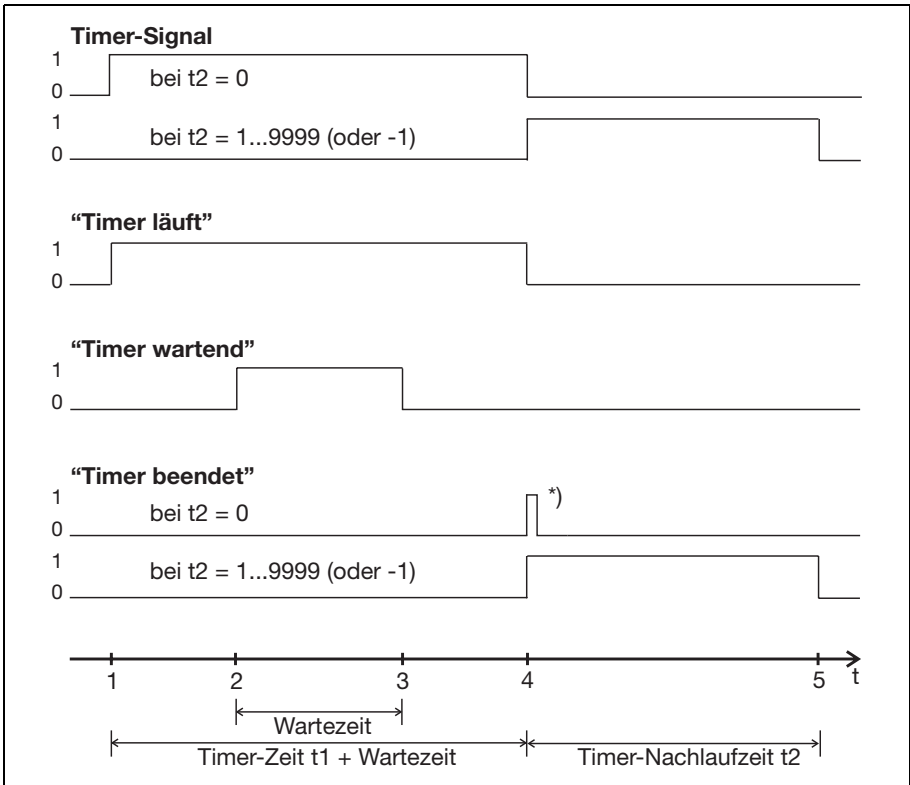 Timer-Signal
1
bei t2 = 0
0
1
bei t2 = 1...9999 (oder -1)
0
“Timer läuft”
1
0
“Timer wartend”
1
0
“Timer beendet”
1
*)
bei t2 = 0
0
1
bei t2 = 1...9999 (oder -1)
0
1 2 3 4 5 t
Wartezeit
Timer-Zeit t1 + Wartezeit Timer-Nachlaufzeit t2